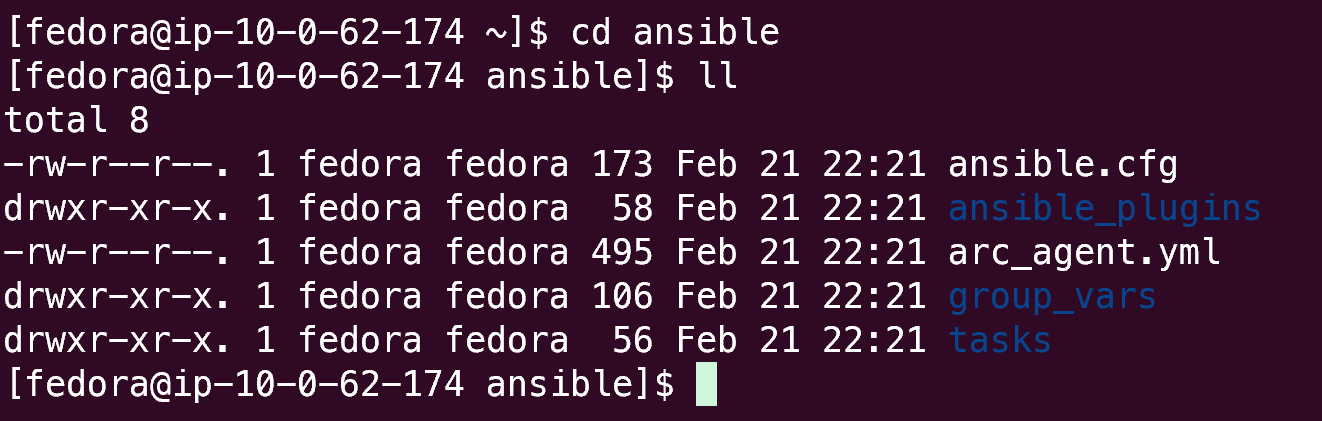 [fedora@ip-10-0-62-174 ~]$ cd ansible
[fedora@ip-10-0-62-174 ansible]$ ll
total 8
-rw-r--r--. 1 fedora fedora 173 Feb 21 22:21 ansible.cfg
drwxr-xr-x. 1 fedora fedora  58 Feb 21 22:21 ansible_plugins
-rw-r--r--. 1 fedora fedora 495 Feb 21 22:21 arc_agent.yml
drwxr-xr-x. 1 fedora fedora 106 Feb 21 22:21 group_vars
drwxr-xr-x. 1 fedora fedora  56 Feb 21 22:21 tasks
[fedora@ip-10-0-62-174 ansible]$